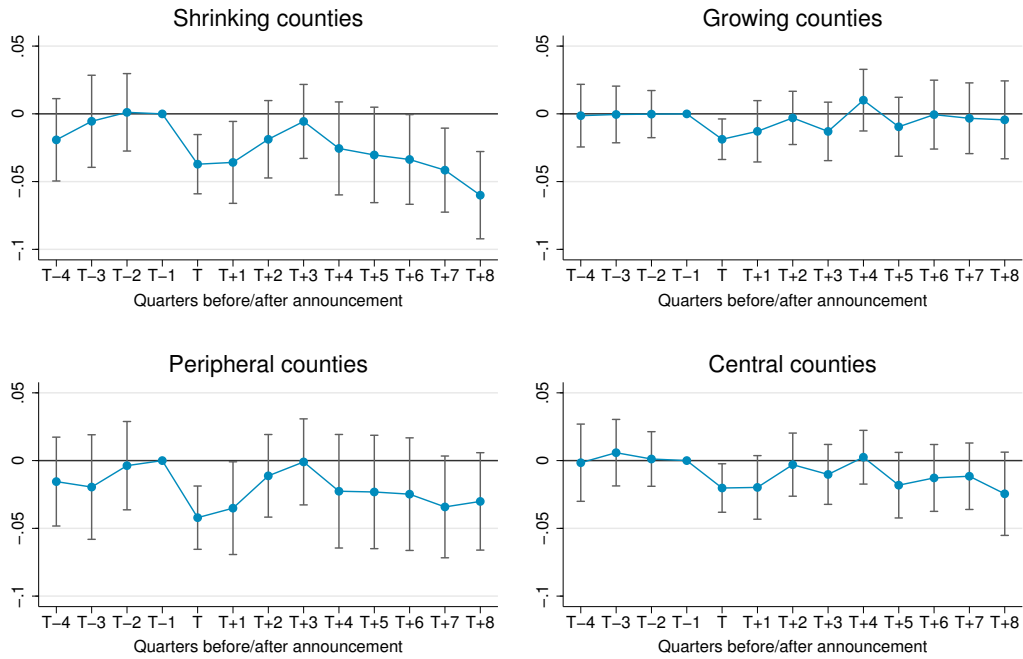 Shrinking counties
.05
0
−.05
−.1
T−4 T−3 T−2 T−1 T T+1 T+2 T+3 T+4 T+5 T+6 T+7 T+8
Quarters before/after announcement
Growing counties
.05
0
−.05
−.1
T−4 T−3 T−2 T−1 T T+1 T+2 T+3 T+4 T+5 T+6 T+7 T+8
Quarters before/after announcement
Peripheral counties
.05
0
−.05
−.1
T−4 T−3 T−2 T−1 T T+1 T+2 T+3 T+4 T+5 T+6 T+7 T+8
Quarters before/after announcement
Central counties
.05
0
−.05
−.1
T−4 T−3 T−2 T−1 T T+1 T+2 T+3 T+4 T+5 T+6 T+7 T+8
Quarters before/after announcement